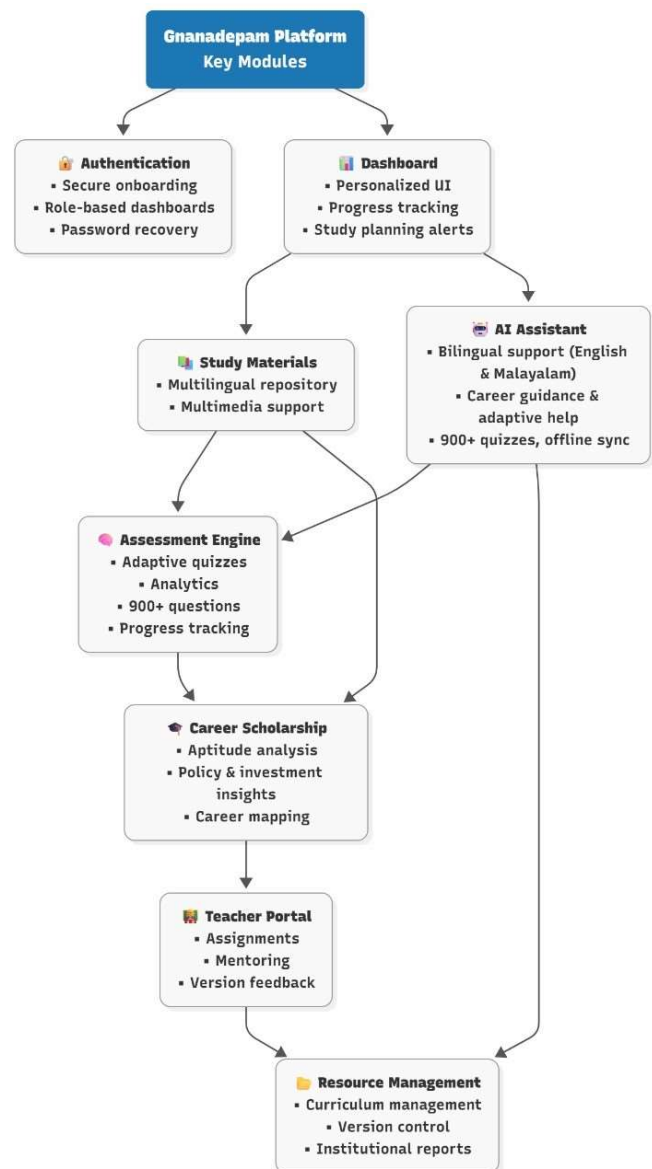 Gnanadepam Platform
Key Modules
Authentication
▪ Secure onboarding
▪ Role-based dashboards
▪ Password recovery
Dashboard
▪ Personalized UI
▪ Progress tracking
▪ Study planning alerts
AI Assistant
▪ Bilingual support (English
& Malayalam)
▪ Career guidance &
adaptive help
▪ 900+ quizzes, offline sync
Study Materials
▪ Multilingual repository
▪ Multimedia support
Assessment Engine
▪ Adaptive quizzes
▪ Analytics
▪ 900+ questions
▪ Progress tracking
Career Scholarship
▪ Aptitude analysis
▪ Policy & investment
insights
▪ Career mapping
Teacher Portal
▪ Assignments
▪ Mentoring
▪ Version feedback
Resource Management
▪ Curriculum management
▪ Version control
▪ Institutional reports